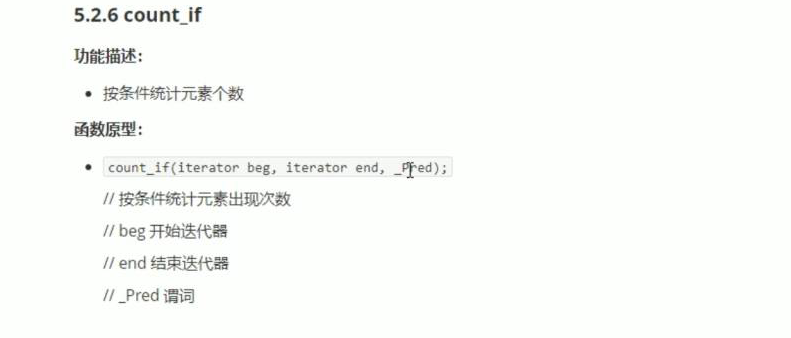 5.2.6 count_if
功能描述：
按条件统计元素个数
函数原型：
count_if(iterator beg, iterator end, _Pred);
// 按条件统计元素出现次数
// beg 开始迭代器
// end 结束迭代器
// _Pred 谓词